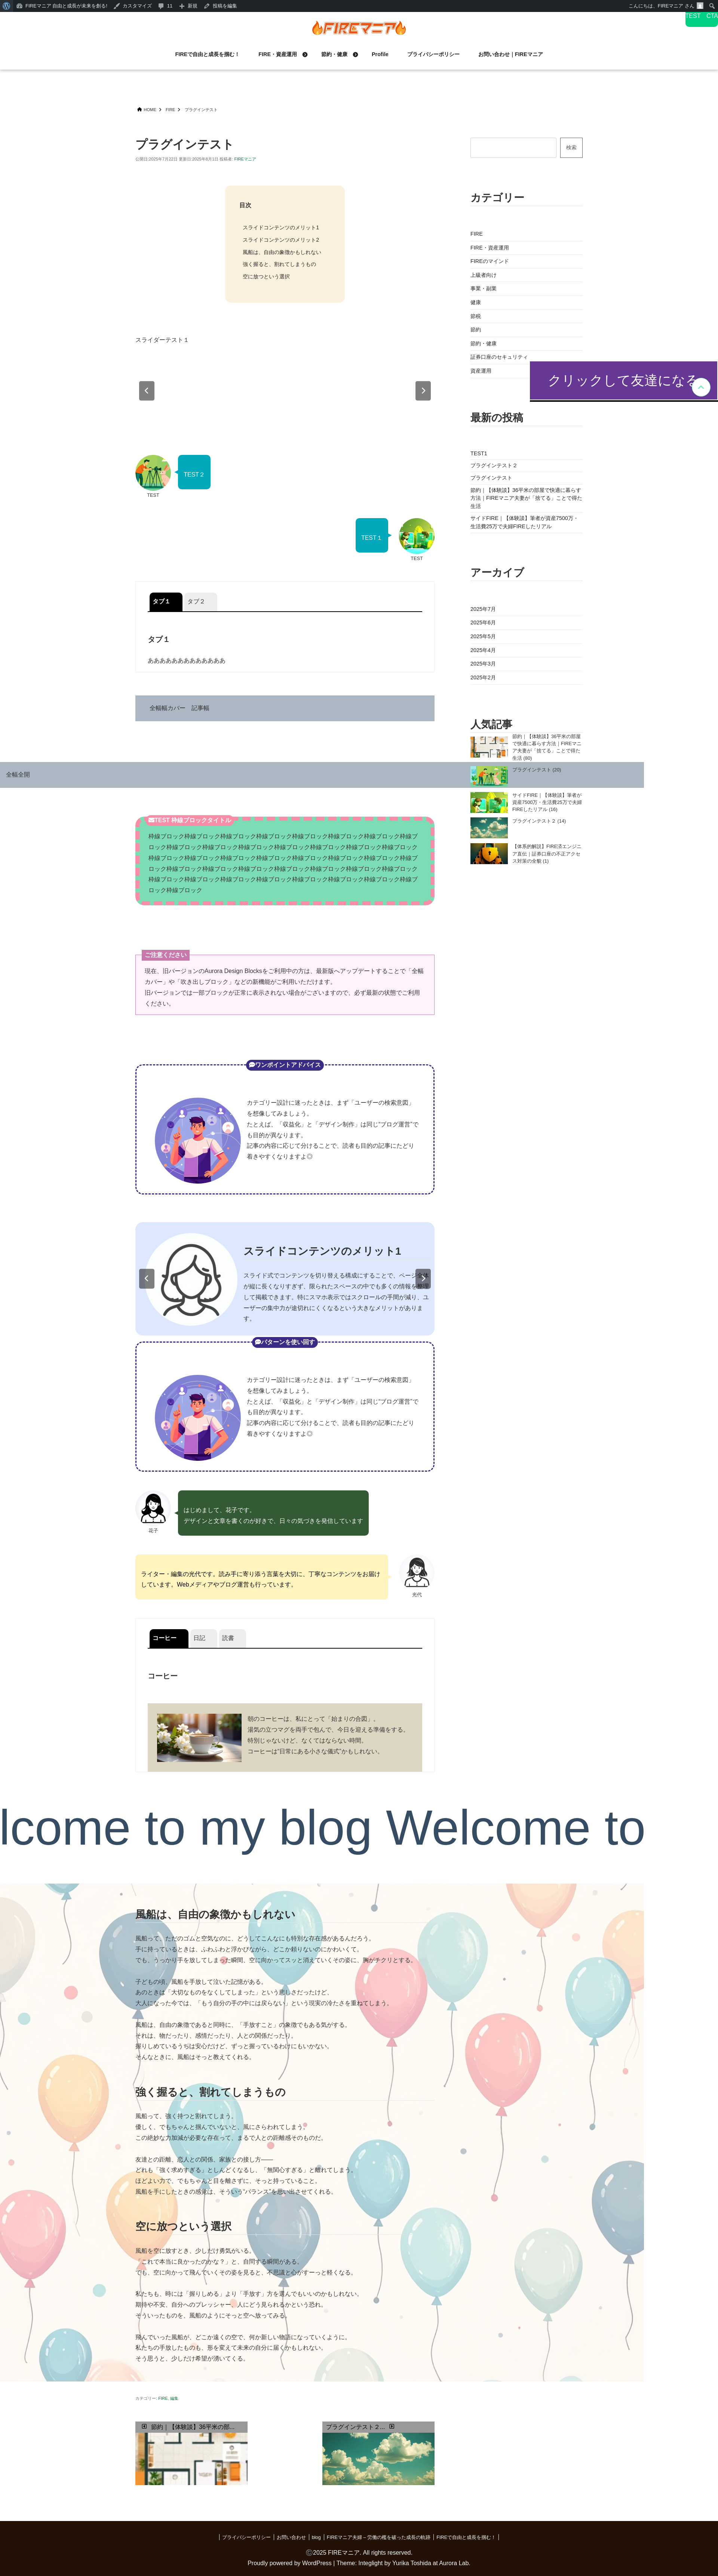 FIREマニア 自由と成長が未来を創る! カスタマイズ 11 新規 投稿を編集
こんにちは、FIREマニア さん
TEST CTA
FIREマニア
FIREで自由と成長を掴む！ FIRE・資産運用 節約・健康 Profile プライバシーポリシー お問い合わせ | FIREマニア
HOME FIRE プラグインテスト
プラグインテスト
公開日:2025年7月22日 更新日:2025年8月1日 投稿者: FIREマニア
目次
スライドコンテンツのメリット1
スライドコンテンツのメリット2
風船は、自由の象徴かもしれない
強く握ると、割れてしまうもの
空に放つという選択
スライダーテスト１
TEST２
TEST
TEST１
TEST
タブ１ タブ２
タブ１
あああああああああああああ
全幅幅カバー　記事幅
全幅全開
TEST 枠線ブロックタイトル
枠線ブロック枠線ブロック枠線ブロック枠線ブロック枠線ブロック枠線ブロック枠線ブロック枠線ブ
ロック枠線ブロック枠線ブロック枠線ブロック枠線ブロック枠線ブロック枠線ブロック枠線ブロック
枠線ブロック枠線ブロック枠線ブロック枠線ブロック枠線ブロック枠線ブロック枠線ブロック枠線ブ
ロック枠線ブロック枠線ブロック枠線ブロック枠線ブロック枠線ブロック枠線ブロック枠線ブロック
枠線ブロック枠線ブロック枠線ブロック枠線ブロック枠線ブロック枠線ブロック枠線ブロック枠線ブ
ロック枠線ブロック
ご注意ください
現在、旧バージョンのAurora Design Blocksをご利用中の方は、最新版へアップデートすることで「全幅
カバー」や「吹き出しブロック」などの新機能がご利用いただけます。
旧バージョンでは一部ブロックが正常に表示されない場合がございますので、必ず最新の状態でご利用
ください。
ワンポイントアドバイス
カテゴリー設計に迷ったときは、まず「ユーザーの検索意図」
を想像してみましょう。
たとえば、「収益化」と「デザイン制作」は同じ"ブログ運営"で
も目的が異なります。
記事の内容に応じて分けることで、読者も目的の記事にたどり
着きやすくなりますよ◎
スライドコンテンツのメリット1
スライド式でコンテンツを切り替える構成にすることで、ページ
が縦に長くなりすぎず、限られたスペースの中でも多くの情報を
して掲載できます。特にスマホ表示ではスクロールの手間が減り、ユ
ーザーの集中力が途切れにくくなるという大きなメリットがありま
す。
パターンを使い回す
カテゴリー設計に迷ったときは、まず「ユーザーの検索意図」
を想像してみましょう。
たとえば、「収益化」と「デザイン制作」は同じ"ブログ運営"で
も目的が異なります。
記事の内容に応じて分けることで、読者も目的の記事にたどり
着きやすくなりますよ◎
はじめまして。花子です。
デザインと文章を書くのが好きで、日々の気づきを発信しています
花子
ライター・編集の光代です。読み手に寄り添う言葉を大切に、丁寧なコンテンツをお届け
しています。Webメディアやブログ運営も行っています。
光代
コーヒー 日記 読書
コーヒー
朝のコーヒーは、私にとって「始まりの合図」。
湯気の立つマグを両手で包んで、今日を迎える準備をする。
特別じゃないけど、なくてはならない時間。
コーヒーは"日常にある小さな儀式"かもしれない。
lcome to my blog Welcome to
風船は、自由の象徴かもしれない
風船って、ただのゴムと空気なのに、どうしてこんなにも特別な存在感があるんだろう。
手に持っているときは、ふわふわと浮かびながら、どこか頼りないのにかわいくて。
でも、うっかり手を放してしまった瞬間、空に向かってスッと消えていくその姿に、胸がチクリとする。
子どもの頃、風船を手放して泣いた記憶がある。
あのときは「大切なものをなくしてしまった」という悲しさだったけど、
大人になった今では、「もう自分の手の中には戻らない」という現実の冷たさを重ねてしまう。
風船は、自由の象徴であると同時に、「手放すこと」の象徴でもある気がする。
それは、物だったり、感情だったり、人との関係だったり。
握りしめているうちは安心だけど、ずっと握っているわけにもいかない。
そんなときに、風船はそっと教えてくれる。
強く握ると、割れてしまうもの
風船って、強く持つと割れてしまう。
優しく、でもちゃんと掴んでいないと、風にさらわれてしまう。
この絶妙な力加減が必要な存在って、まるで人との距離感そのものだ。
友達との距離、恋人との関係、家族との接し方――
どれも「強く求めすぎる」としんどくなるし、「無関心すぎる」と離れてしまう。
ほどよい力で、でもちゃんと目を離さずに、そっと持っていること。
風船を手にしたときの感覚は、そういう"バランス"を思い出させてくれる。
空に放つという選択
風船を空に放すとき、少しだけ勇気がいる。
「これで本当に良かったのかな？」と、自問する瞬間がある。
でも、空に向かって飛んでいくその姿を見ると、不思議と心がすーっと軽くなる。
私たちも、時には「握りしめる」より「手放す」方を選んでもいいのかもしれない。
期待や不安、自分へのプレッシャー、人にどう見られるかという恐れ。
そういったものを、風船のようにそっと空へ放ってみる。
飛んでいった風船が、どこか遠くの空で、何か新しい物語になっていくように。
私たちの手放したものも、形を変えて未来の自分に届くかもしれない。
そう思うと、少しだけ希望が湧いてくる。
カテゴリー: FIRE, 編集
節約｜【体験談】36平米の部...
プラグインテスト２...
検索
カテゴリー
FIRE
FIRE・資産運用
FIREのマインド
上級者向け
事業・副業
健康
節税
節約
節約・健康
証券口座のセキュリティ
資産運用
クリックして友達になる
最新の投稿
TEST1
プラグインテスト２
プラグインテスト
節約｜【体験談】36平米の部屋で快適に暮らす
方法｜FIREマニア夫妻が「捨てる」ことで得た
生活
サイドFIRE｜【体験談】筆者が資産7500万・
生活費25万で夫婦FIREしたリアル
アーカイブ
2025年7月
2025年6月
2025年5月
2025年4月
2025年3月
2025年2月
人気記事
節約｜【体験談】36平米の部屋
で快適に暮らす方法｜FIREマニ
ア夫妻が「捨てる」ことで得た
生活 (80)
プラグインテスト (20)
サイドFIRE｜【体験談】筆者が
資産7500万・生活費25万で夫婦
FIREしたリアル (16)
プラグインテスト２ (14)
【体系的解説】FIRE済エンジニ
ア直伝｜証券口座の不正アクセ
ス対策の全貌 (1)
プライバシーポリシー お問い合わせ blog FIREマニア夫婦 – 労働の檻を破った成長の軌跡 FIREで自由と成長を掴む！
Ⓒ2025 FIREマニア. All rights reserved.
Proudly powered by WordPress | Theme: Integlight by Yurika Toshida at Aurora Lab.